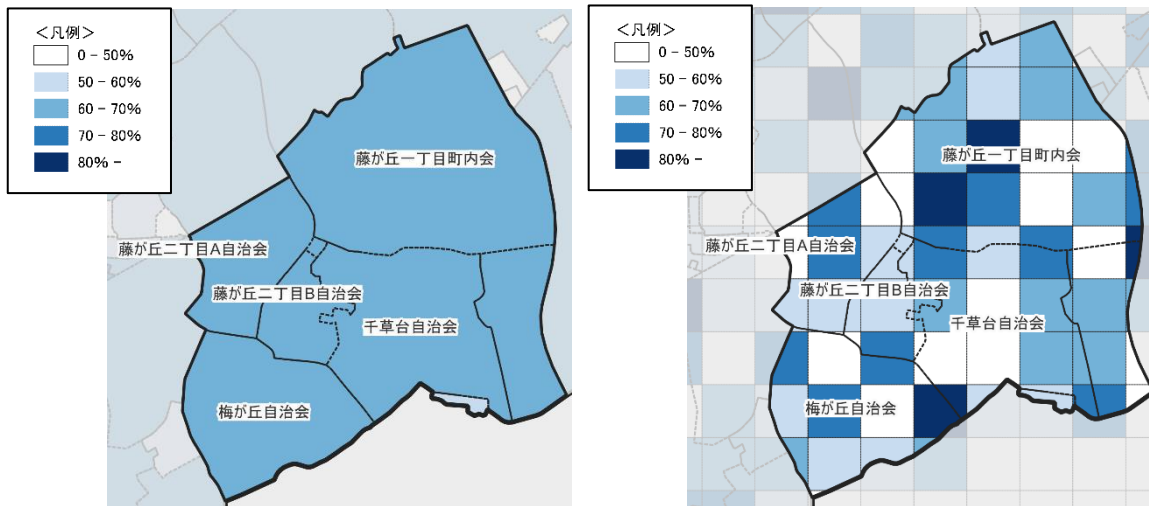 ＜凡例＞
0 – 50%
50 – 60%
60 – 70%
70 – 80%
80% –
藤が丘一丁目町内会
藤が丘二丁目A自治会
藤が丘二丁目B自治会
千草台自治会
梅が丘自治会
＜凡例＞
0 – 50%
50 – 60%
60 – 70%
70 – 80%
80% –
藤が丘一丁目町内会
藤が丘二丁目A自治会
藤が丘二丁目B自治会
千草台自治会
梅が丘自治会